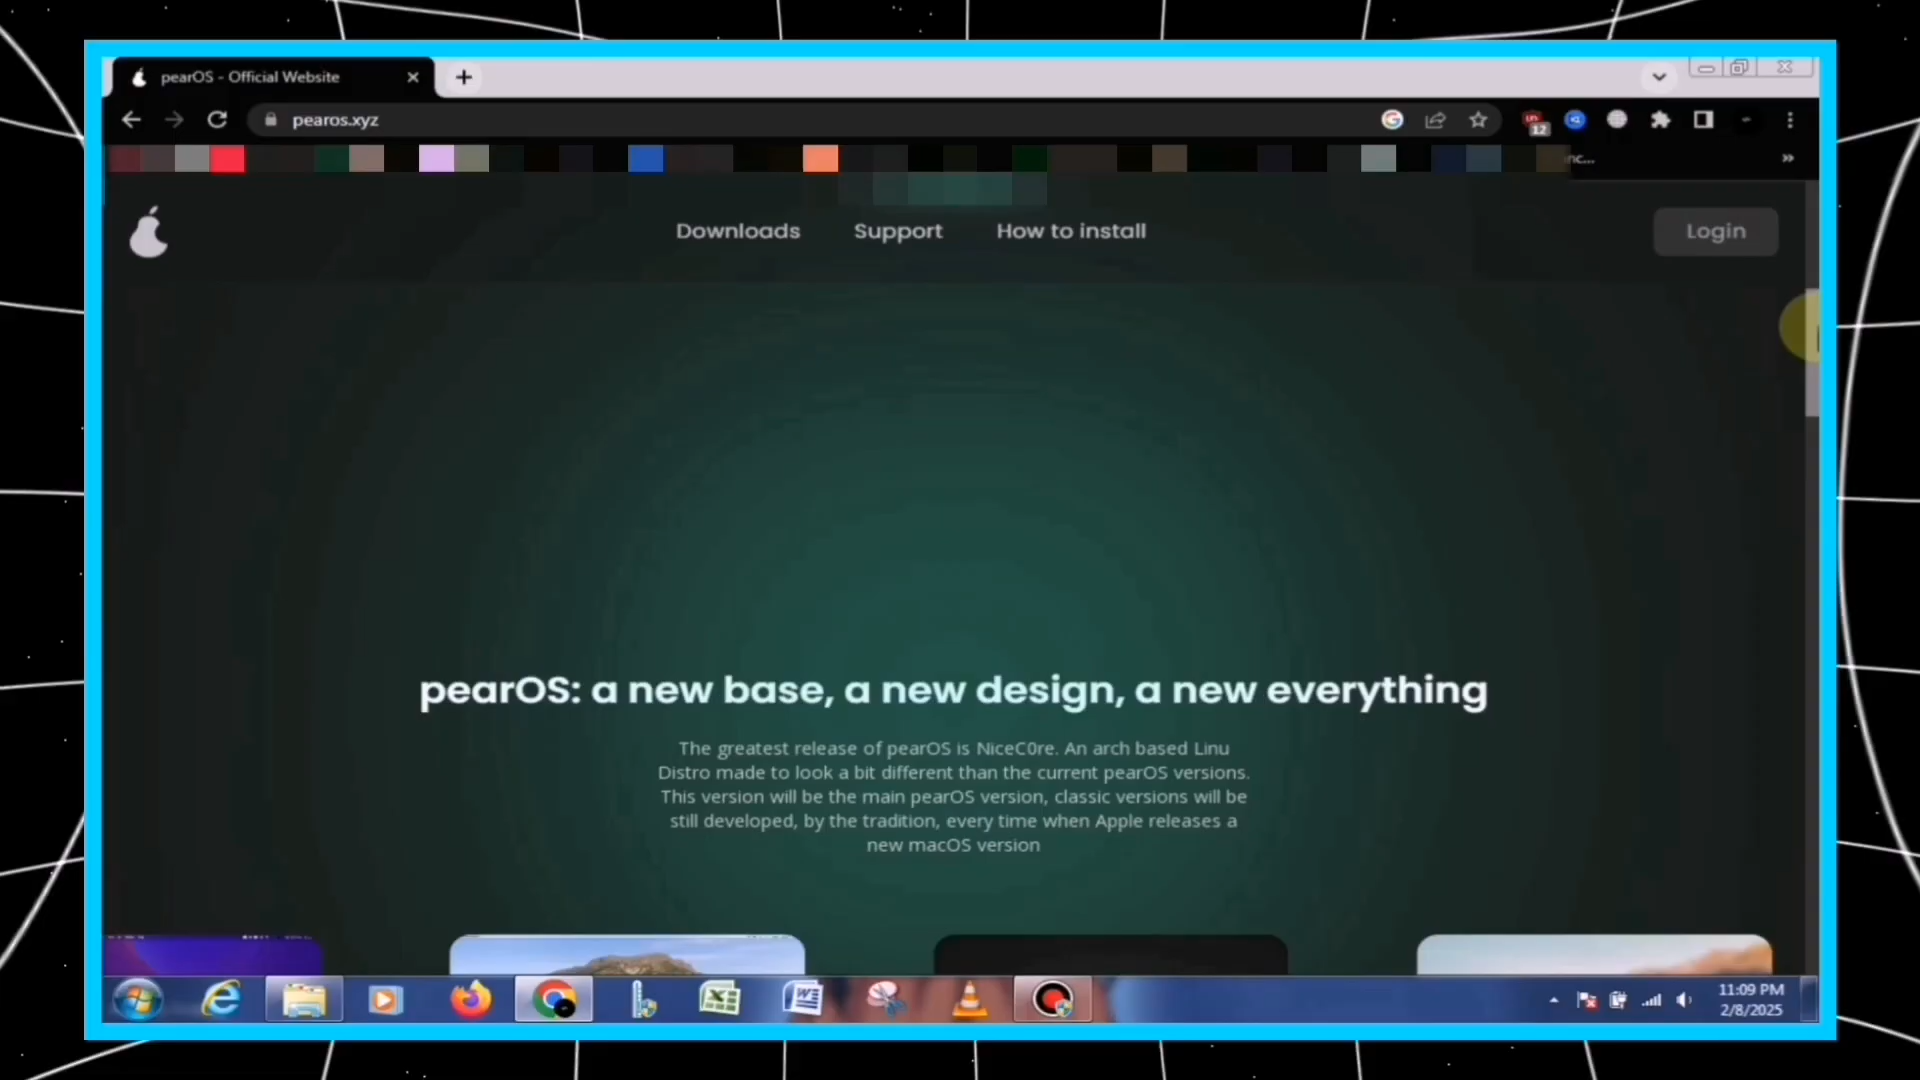 pearOS - Official Website
pearos.xyz
12
nc...
Downloads Support How to install Login
pearOS: a new base, a new design, a new everything
The greatest release of pearOS is NiceC0re. An arch based Linu
Distro made to look a bit different than the current pearOS versions.
This version will be the main pearOS version, classic versions will be
still developed, by the tradition, every time when Apple releases a
new macOS version
11:09 PM
2/8/2025